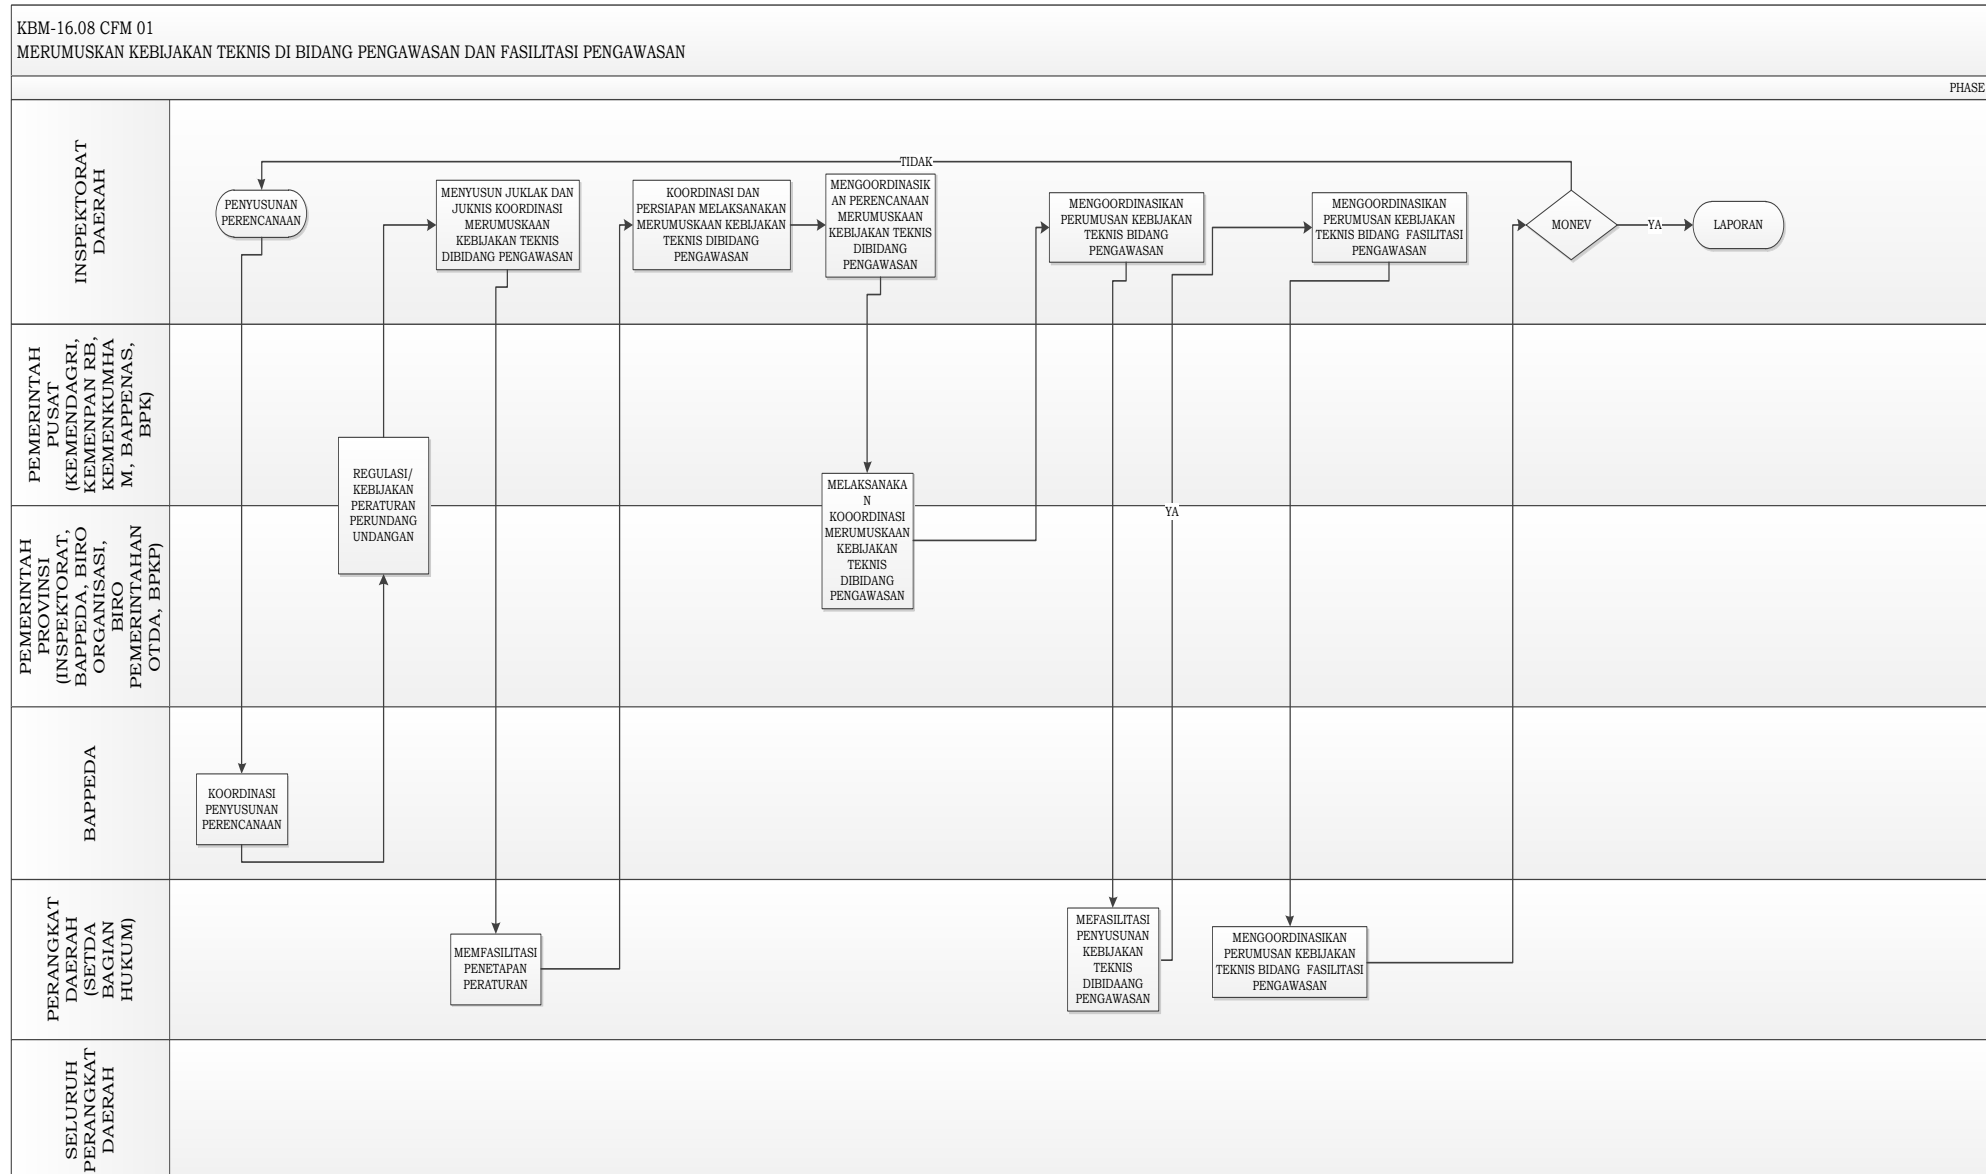 KBM-16.08 CFM 01
MERUMUSKAN KEBIJAKAN TEKNIS DI BIDANG PENGAWASAN DAN FASILITASI PENGAWASAN
PHASE
INSPEKTORAT
DAERAH
TIDAK
PENYUSUNAN
PERENCANAAN
MENYUSUN JUKLAK DAN
JUKNIS KOORDINASI
MERUMUSKAAN
KEBIJAKAN TEKNIS
DIBIDANG PENGAWASAN
KOORDINASI DAN
PERSIAPAN MELAKSANAKAN
MERUMUSKAAN KEBIJAKAN
TEKNIS DIBIDANG
PENGAWASAN
MENGOORDINASIK
AN PERENCANAAN
MERUMUSKAAN
KEBIJAKAN TEKNIS
DIBIDANG
PENGAWASAN
MENGOORDINASIKAN
PERUMUSAN KEBIJAKAN
TEKNIS BIDANG
PENGAWASAN
MENGOORDINASIKAN
PERUMUSAN KEBIJAKAN
TEKNIS BIDANG  FASILITASI
PENGAWASAN
MONEV
YA
LAPORAN
PEMERINTAH
PUSAT
(KEMENDAGRI,
KEMENPAN RB,
KEMENKUMHA
M, BAPPENAS,
BPK)
REGULASI/
KEBIJAKAN
PERATURAN
PERUNDANG
UNDANGAN
MELAKSANAKA
N
KOOORDINASI
MERUMUSKAAN
KEBIJAKAN
TEKNIS
DIBIDANG
PENGAWASAN
YA
PEMERINTAH
PROVINSI
(INSPEKTORAT,
BAPPEDA, BIRO
ORGANISASI,
BIRO
PEMERINTAHAN
OTDA, BPKP)
BAPPEDA
KOORDINASI
PENYUSUNAN
PERENCANAAN
PERANGKAT
DAERAH
(SETDA
BAGIAN
HUKUM)
MEMFASILITASI
PENETAPAN
PERATURAN
MEFASILITASI
PENYUSUNAN
KEBIJAKAN
TEKNIS
DIBIDAANG
PENGAWASAN
MENGOORDINASIKAN
PERUMUSAN KEBIJAKAN
TEKNIS BIDANG  FASILITASI
PENGAWASAN
SELURUH
PERANGKAT
DAERAH